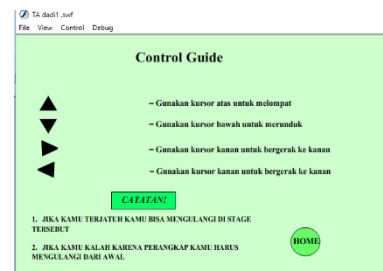 TA dadi1 .swf
File View Control Debug
Control Guide
– Gunakan kursor atas untuk melompat
– Gunakan kursor bawah untuk merunduk
– Gunakan kursor kanan untuk bergerak ke kanan
– Gunakan kursor kanan untuk bergerak ke kanan
CATATAN!
1. JIKA KAMU TERJATUH KAMU BISA MENGULANGI DI STAGE
TERSEBUT
2. JIKA KAMU KALAH KARENA PERANGKAP KAMU HARUS
MENGULANGI DARI AWAL
HOME